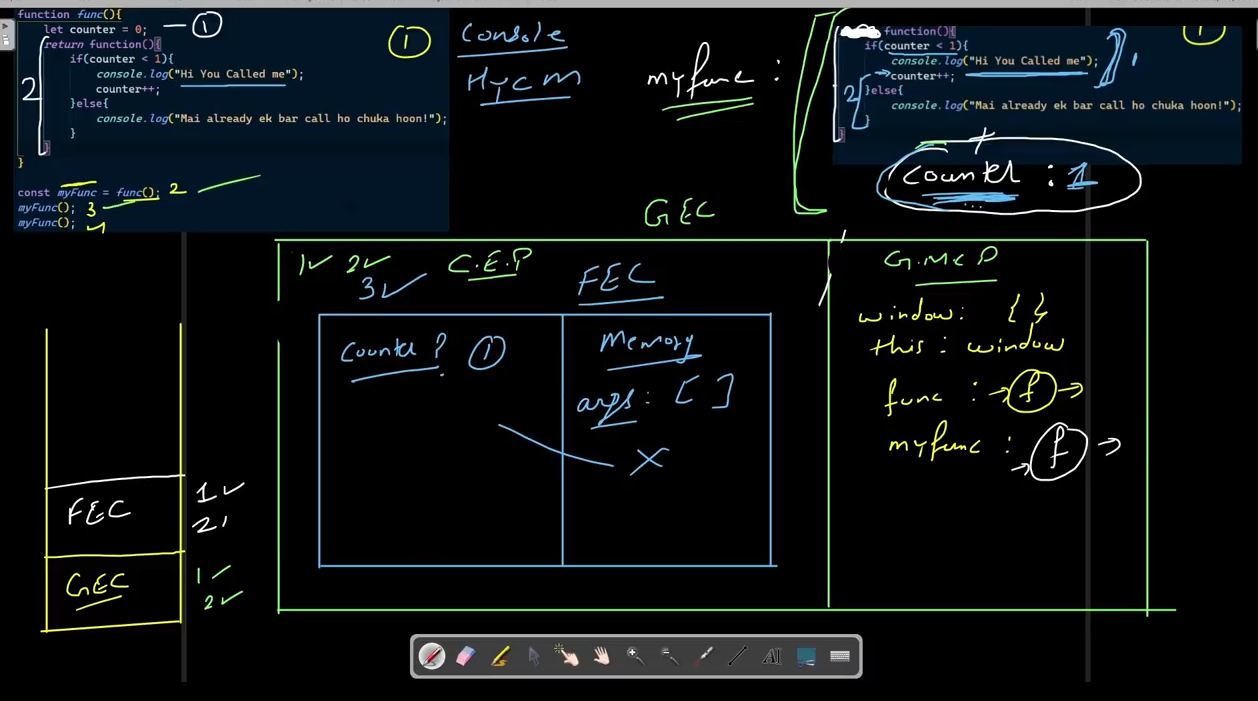 function func(){
let counter = 0; — ①
return function(){
if(counter < 1){
console.log("Hi You Called me");
counter++;
}else{
console.log("Mai already ek bar call ho chuka hoon!");
}
}
}
2
①
const myFunc = func(); 2
myFunc(); 3
myFunc(); 4
Console
HYCM
myfunc :
function(){
if(counter < 1){
console.log("Hi You Called me");
counter++;
}else{
console.log("Mai already ek bar call ho chuka hoon!");
}
}
1
2
①
+
counter : 1
...
GEC
1✓ 2✓ C.E.P
3✓
FEC
Counter? ①
Memory
args : [ ]
X
G.M.C.P
window : { }
this : window
func : → f →
myfunc : → f →
FEC
1 ✓
2
GEC
1 ✓
2 ✓
AI